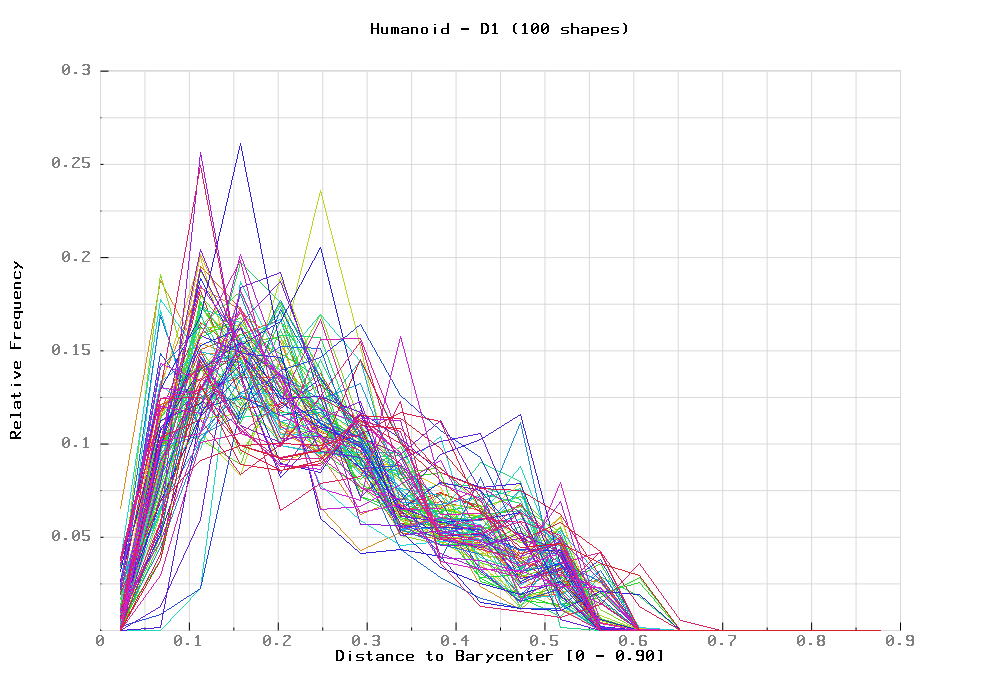 Humanoid - D1 (100 shapes)
0.3
0.25
0.2
0.15
0.1
0.05
Relative Frequency
0 0.1 0.2 0.3 0.4 0.5 0.6 0.7 0.8 0.9
Distance to Barycenter [0 - 0.90]